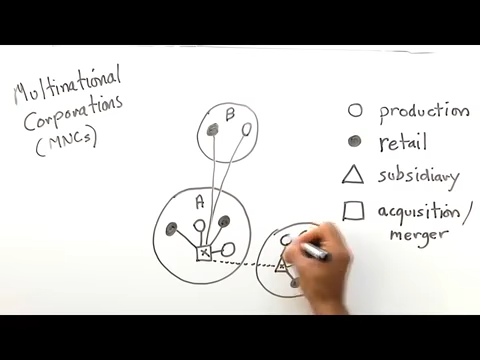 Multinational
Corporations
(MNCs)
B
A
x
production
retail
subsidiary
acquisition/
merger